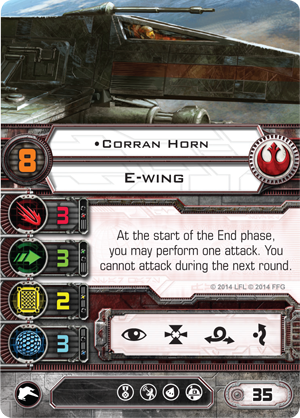 •Corran Horn
8
E-wing
3
At the start of the End phase,
you may perform one attack. You
cannot attack during the next round.
3
© 2014 LFL © 2014 FFG
2
3
35